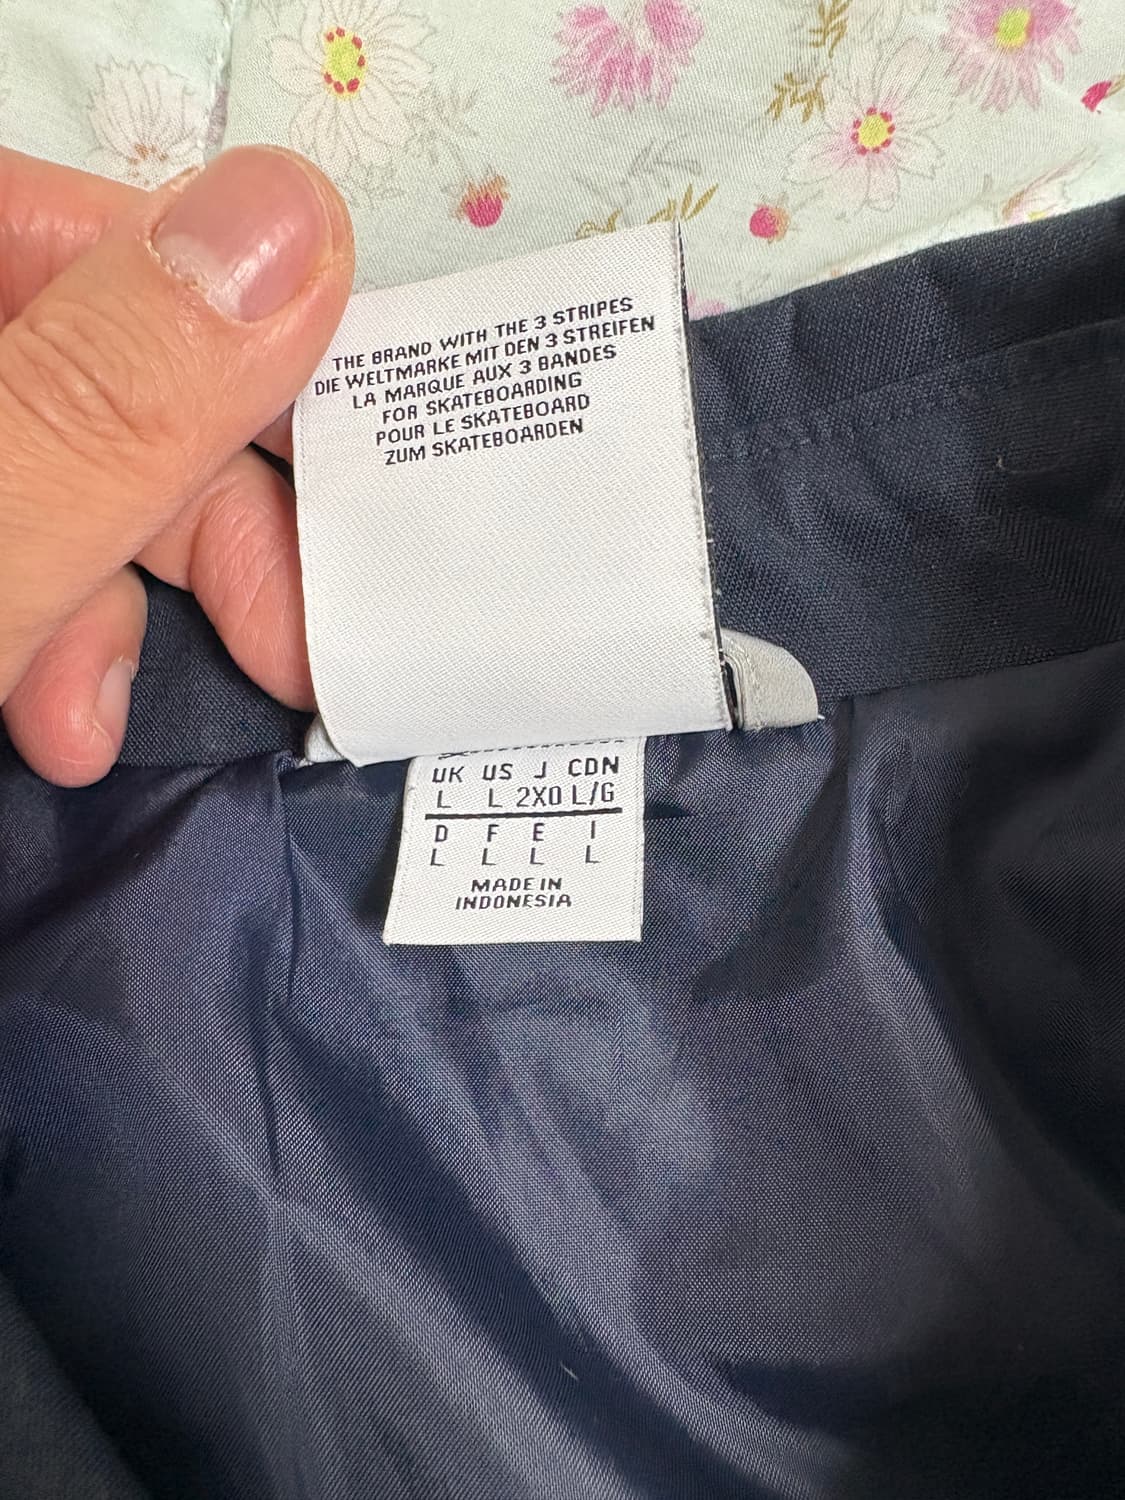 THE BRAND WITH THE 3 STRIPES
DIE WELTMARKE MIT DEN 3 STREIFEN
LA MARQUE AUX 3 BANDES
FOR SKATEBOARDING
POUR LE SKATEBOARD
ZUM SKATEBOARDEN
UK US J CDN
L L 2XO L/G
D F E I
L L L L
MADE IN
INDONESIA